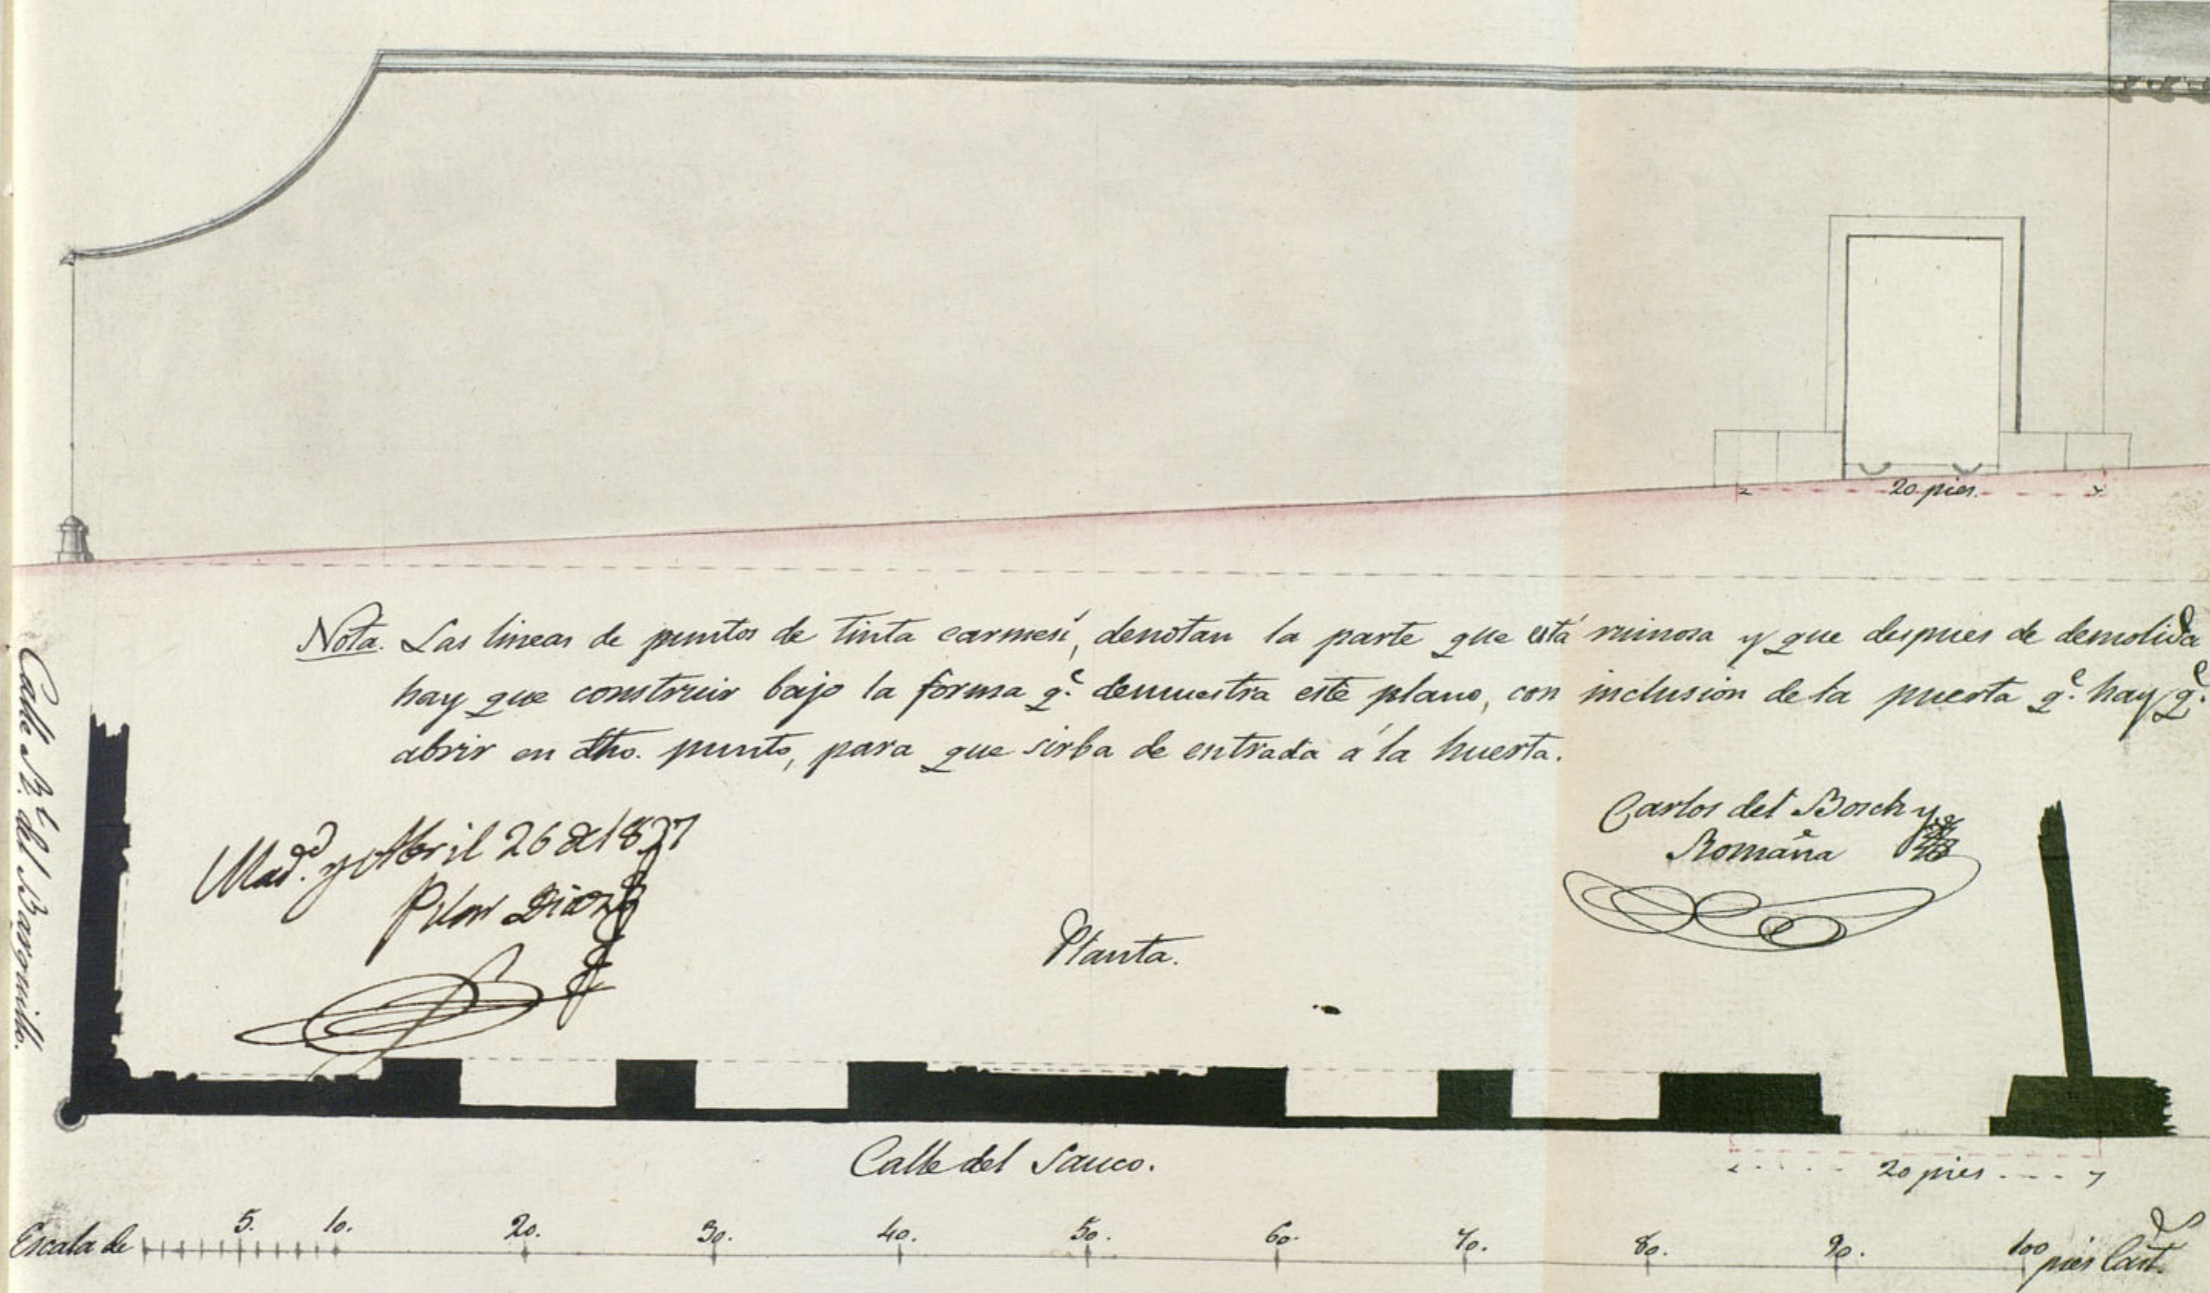 20 pies.
Nota. Las lineas de puntos de tinta carmesí, denotan la parte que está ruinosa y que despues de demolida
hay que construir bajo la forma q.e demuestra este plano, con inclusion de la puerta q.e hay q.e
abrir en dho. punto, para que sirba de entrada á la huerta.
Calle R.l del Barquillo.
Mad.d y Abril 26 de 1837
Carlos del Bosch y
Romaña
Planta.
Calle del Sauco.
20 pies
Escala de 5. 10. 20. 30. 40. 50. 60. 70. 80. 90. 100 pies Cast.